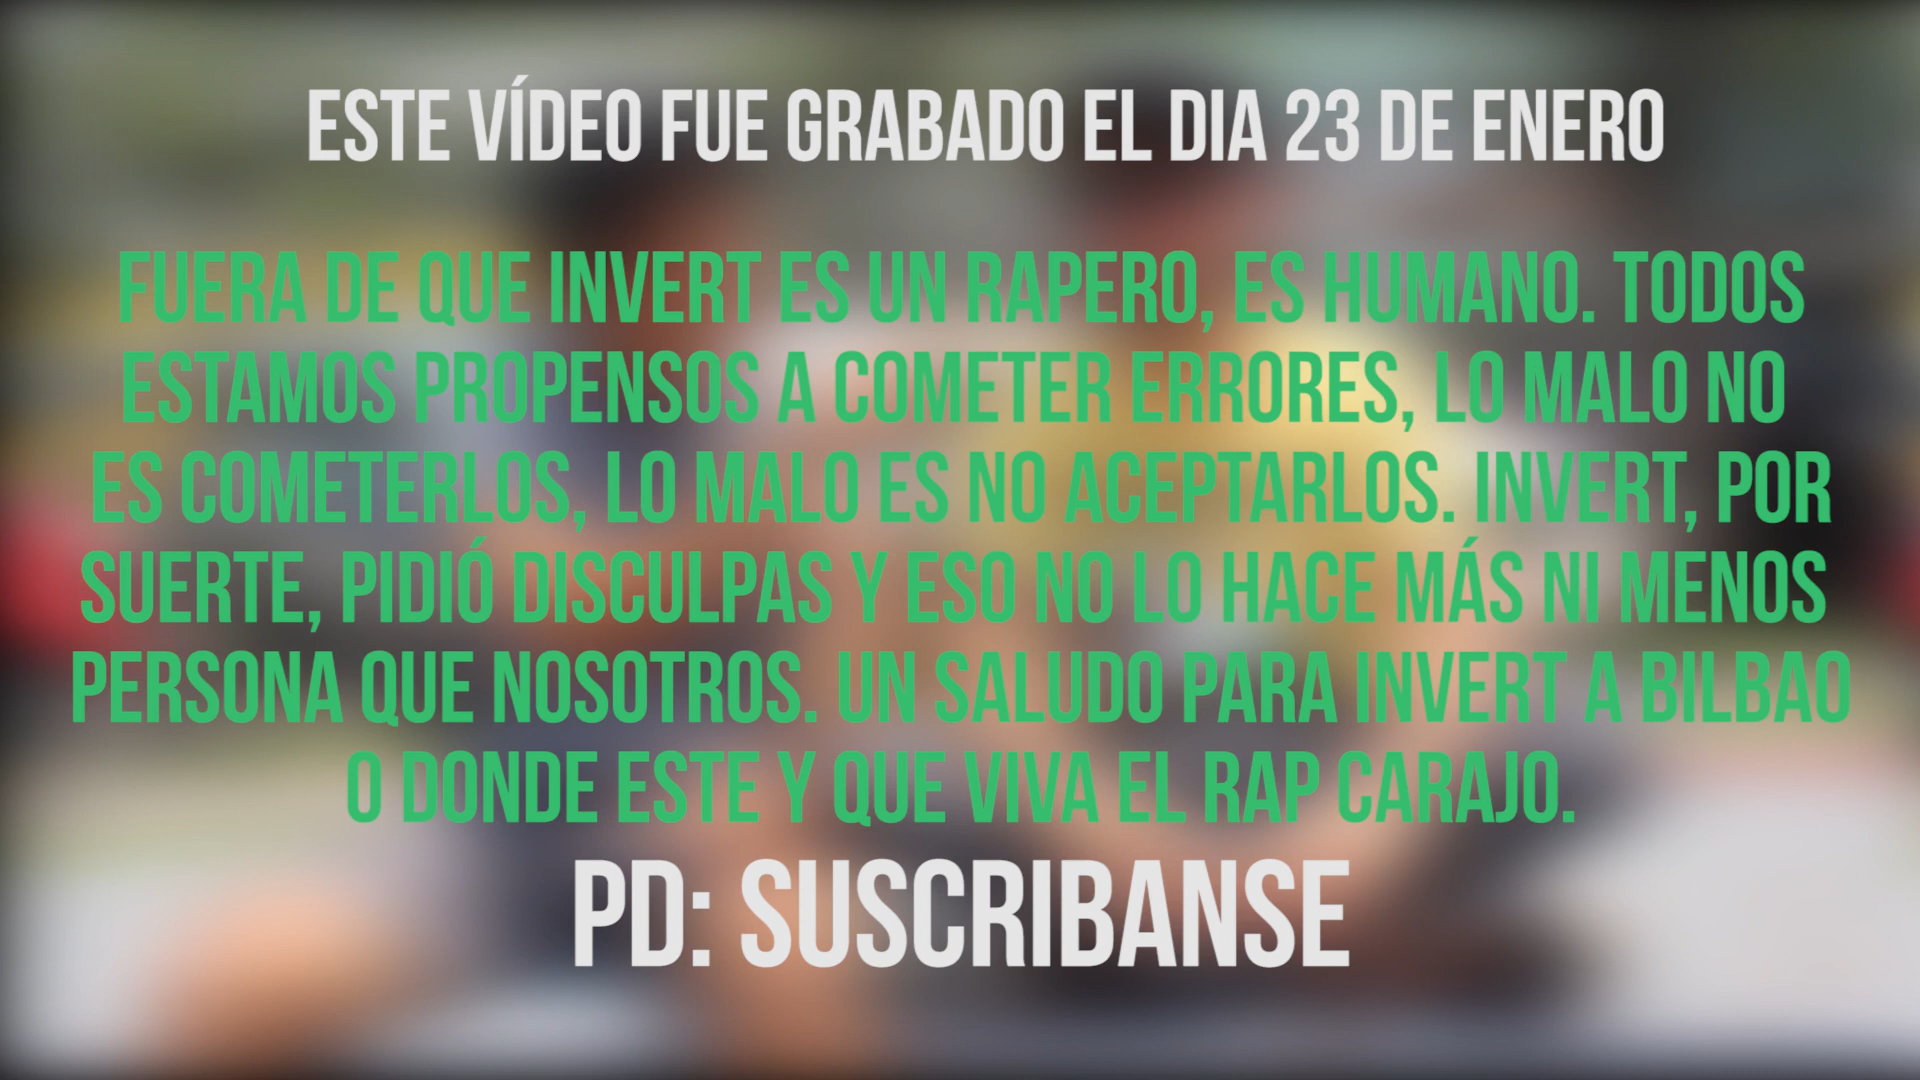 ESTE VÍDEO FUE GRABADO EL DIA 23 DE ENERO
FUERA DE QUE INVERT ES UN RAPERO, ES HUMANO. TODOS
ESTAMOS PROPENSOS A COMETER ERRORES, LO MALO NO
ES COMETERLOS, LO MALO ES NO ACEPTARLOS. INVERT, POR
SUERTE, PIDIÓ DISCULPAS Y ESO NO LO HACE MÁS NI MENOS
PERSONA QUE NOSOTROS. UN SALUDO PARA INVERT A BILBAO
O DONDE ESTE Y QUE VIVA EL RAP CARAJO.
PD: SUSCRIBANSE